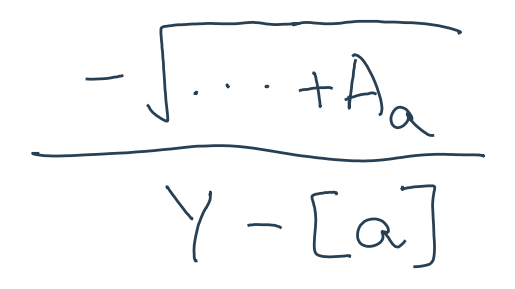 - √... + A_a
Y - [a]